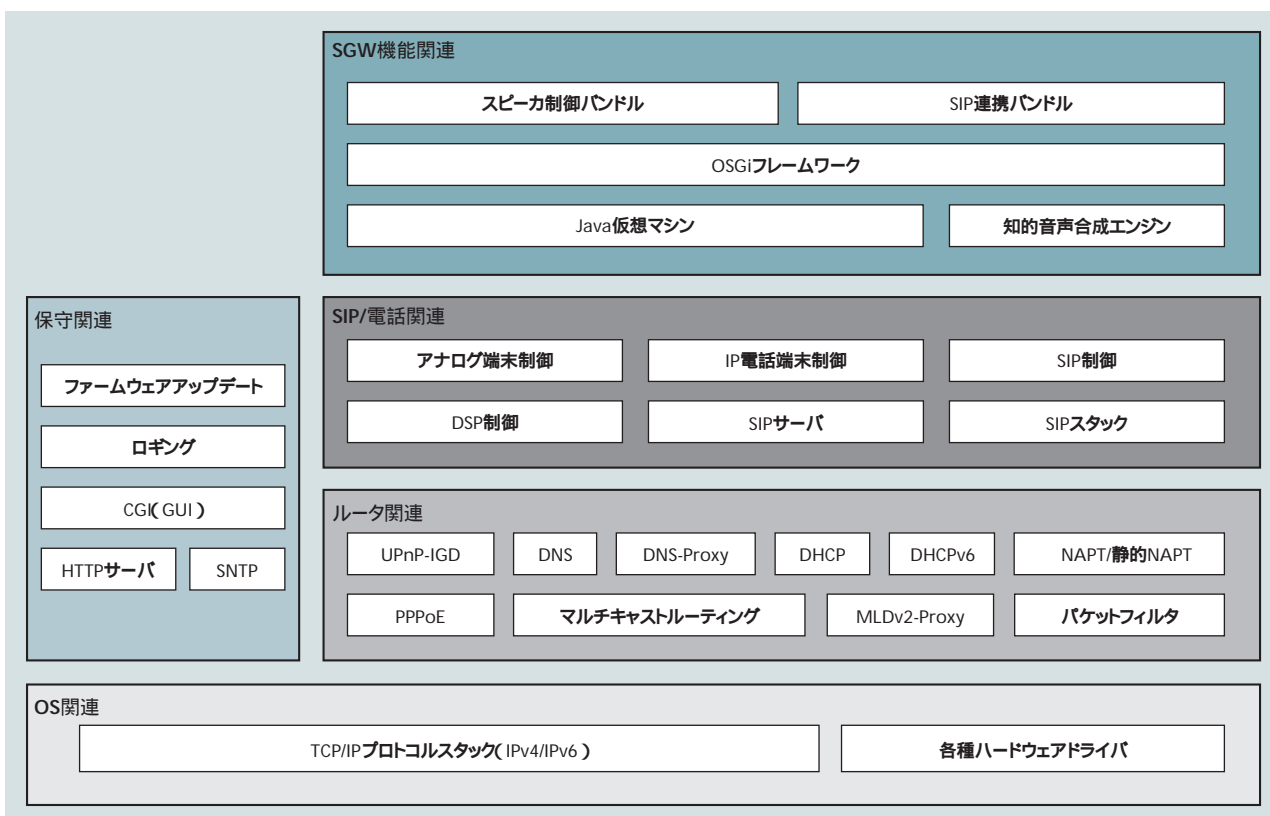 SGW機能関連
スピーカ制御バンドル
SIP連携バンドル
OSGiフレームワーク
Java仮想マシン
知的音声合成エンジン
保守関連
ファームウェアアップデート
ロギング
CGI(GUI)
HTTPサーバ
SNTP
SIP/電話関連
アナログ端末制御
IP電話端末制御
SIP制御
DSP制御
SIPサーバ
SIPスタック
ルータ関連
UPnP-IGD
DNS
DNS-Proxy
DHCP
DHCPv6
NAPT/静的NAPT
PPPoE
マルチキャストルーティング
MLDv2-Proxy
パケットフィルタ
OS関連
TCP/IPプロトコルスタック(IPv4/IPv6)
各種ハードウェアドライバ